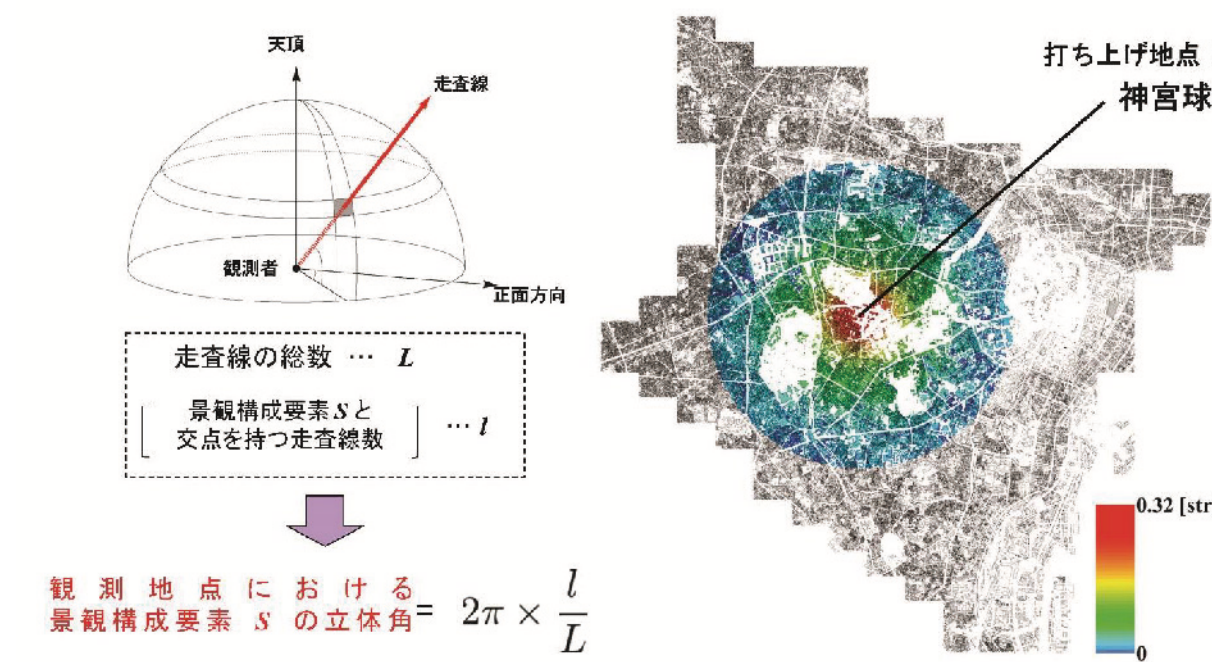 天頂
走査線
観測者
正面方向
走査線の総数 … L
景観構成要素 S と
交点を持つ走査線数
… l
観測地点における
景観構成要素 S の立体角
= 2π × l/L
打ち上げ地点
神宮球
0.32 [str
0